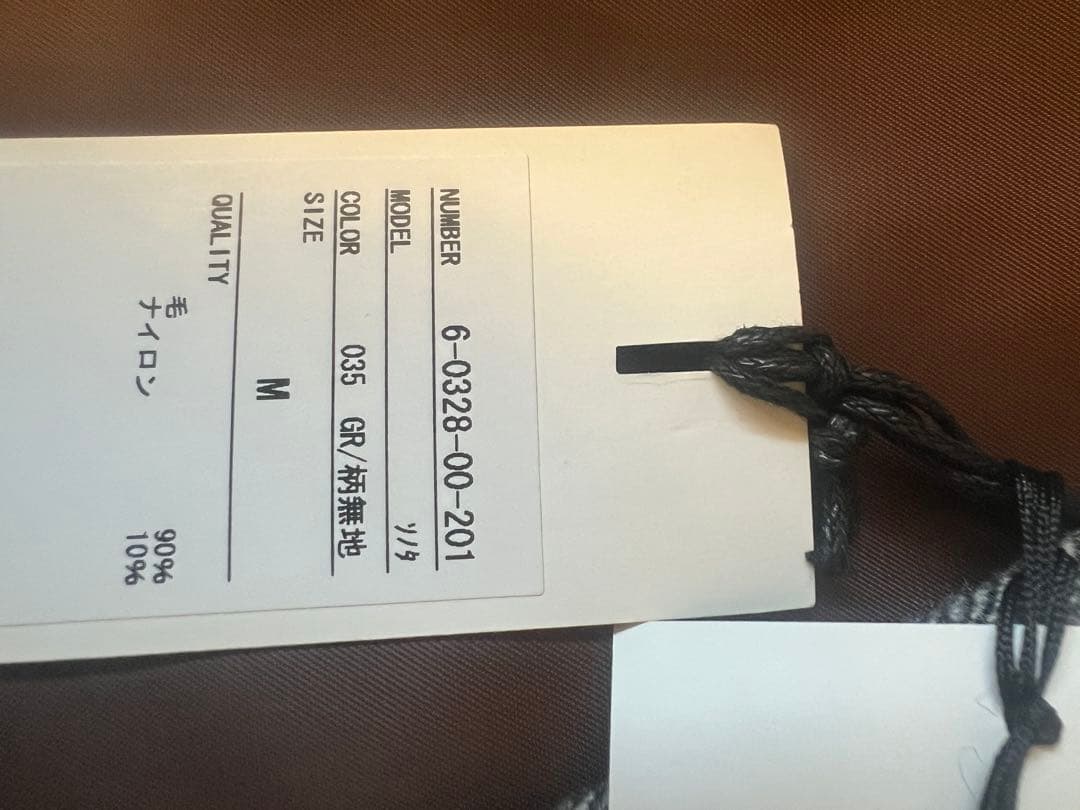 NUMBER 6-0328-00-201
MODEL ｿﾉﾀ
COLOR 035 GR/柄無地
SIZE
M
QUALITY
毛 90%
ナイロン 10%